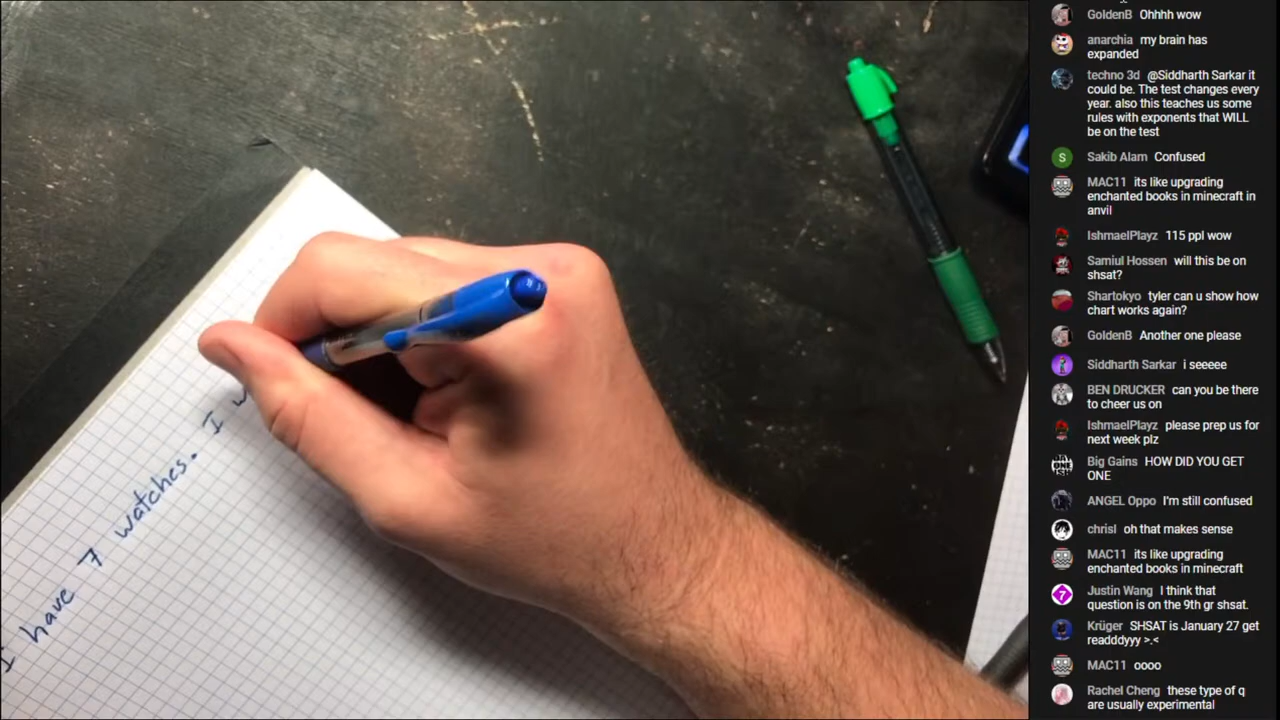 I have 7 watches. I w
GoldenB Ohhhh wow
anarchia my brain has
expanded
techno 3d @Siddharth Sarkar it
could be. The test changes every
year. also this teaches us some
rules with exponents that WILL
be on the test
S Sakib Alam Confused
MAC11 its like upgrading
enchanted books in minecraft in
anvil
IshmaelPlayz 115 ppl wow
Samiul Hossen will this be on
shsat?
Shartokyo tyler can u show how
chart works again?
GoldenB Another one please
Siddharth Sarkar i seeeee
BEN DRUCKER can you be there
to cheer us on
IshmaelPlayz please prep us for
next week plz
Big Gains HOW DID YOU GET
ONE
ANGEL Oppo I'm still confused
chrisl oh that makes sense
MAC11 its like upgrading
enchanted books in minecraft
7 Justin Wang I think that
question is on the 9th gr shsat.
Krüger SHSAT is January 27 get
readddyyy >.<
MAC11 oooo
Rachel Cheng these type of q
are usually experimental